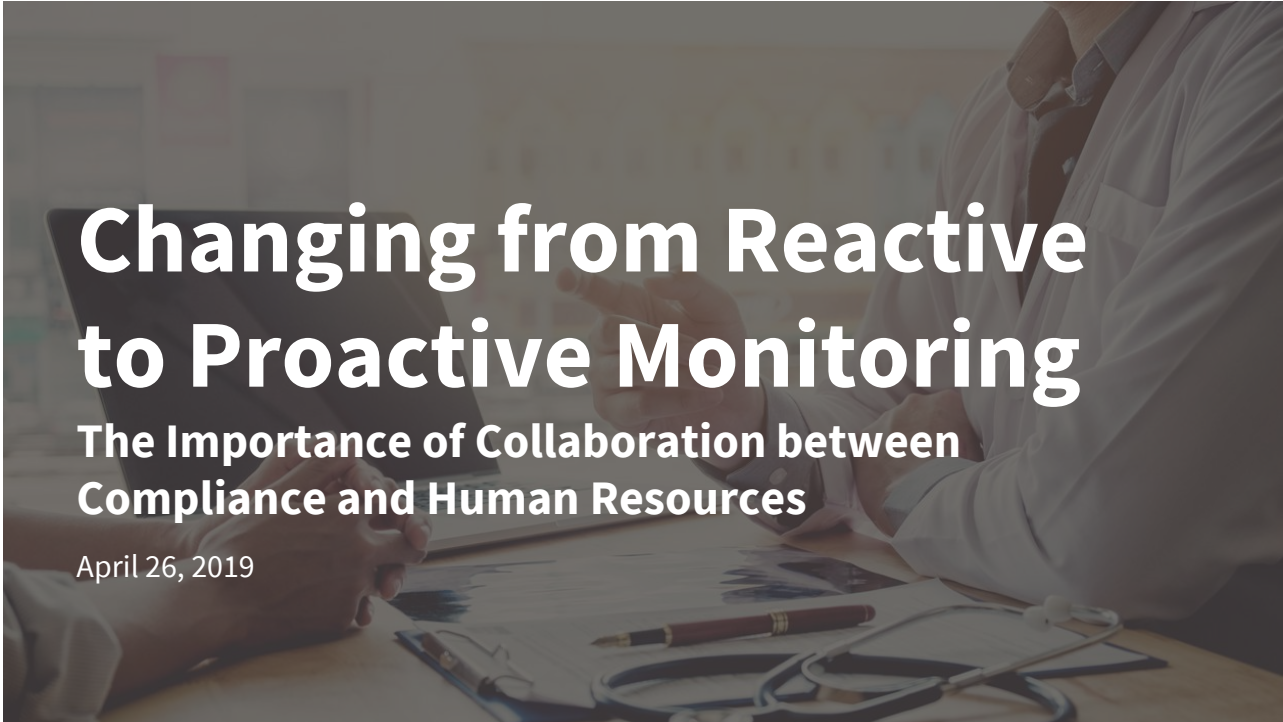 Changing from Reactive
to Proactive Monitoring
The Importance of Collaboration between
Compliance and Human Resources
April 26, 2019